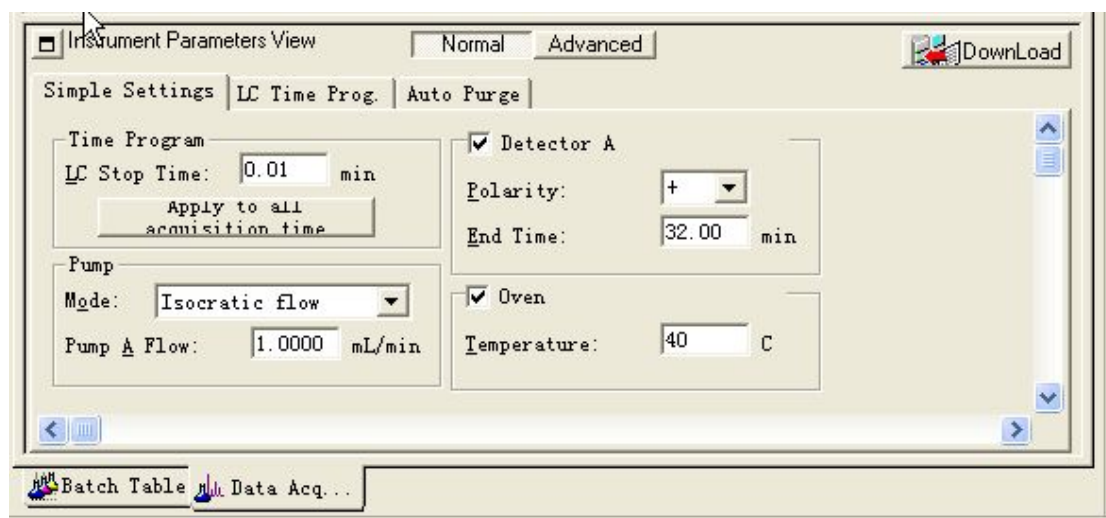 Instrument Parameters View
Normal Advanced
DownLoad
Simple Settings LC Time Prog. Auto Purge
Time Program
LC Stop Time: 0.01 min
Apply to all
acquisition time
Pump
Mode: Isocratic flow
Pump A Flow: 1.0000 mL/min
Detector A
Polarity: +
End Time: 32.00 min
Oven
Temperature: 40 C
Batch Table Data Acq...